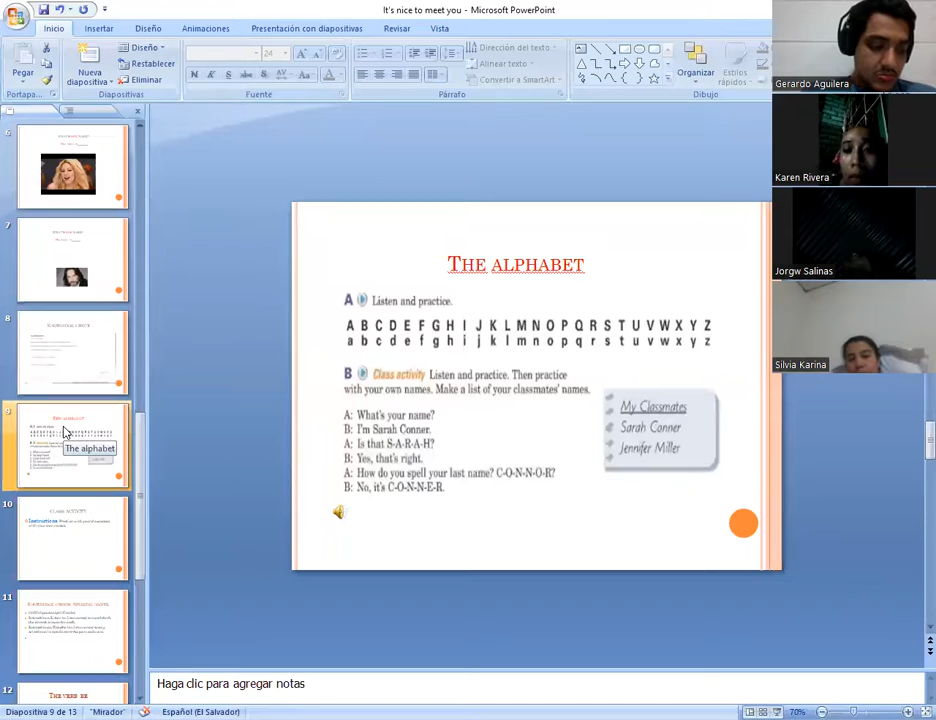 It's nice to meet you - Microsoft PowerPoint
Inicio
Insertar
Diseño
Animaciones
Presentación con diapositivas
Revisar
Vista
Pegar
Nueva
diapositiva
Diseño
Restablecer
Eliminar
24
Dirección del texto
Alinear texto
Convertir a SmartArt
Organizar
Estilos
rápidos
Portapa...
Diapositivas
Fuente
Párrafo
Dibujo
Gerardo Aguilera
Karen Rivera
Jorgw Salinas
Silvia Karina
6
7
8
9
The alphabet
10
CLASS ACTIVITY
11
12
THE VERB BE
THE ALPHABET
A Listen and practice.
A B C D E F G H I J K L M N O P Q R S T U V W X Y Z
a b c d e f g h i j k l m n o p q r s t u v w x y z
B Class activity Listen and practice. Then practice
with your own names. Make a list of your classmates' names.
A: What's your name?
B: I'm Sarah Conner.
A: Is that S-A-R-A-H?
B: Yes, that's right.
A: How do you spell your last name? C-O-N-N-O-R?
B: No, it's C-O-N-N-E-R.
My Classmates
Sarah Conner
Jennifer Miller
Haga clic para agregar notas
Diapositiva 9 de 13
"Mirador"
Español (El Salvador)
70%